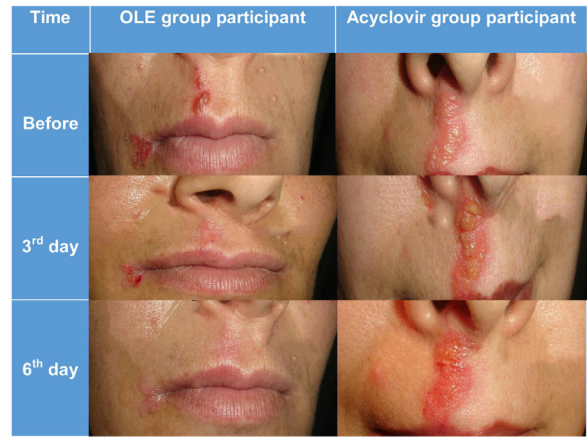 Time OLE group participant Acyclovir group participant
Before
3rd day
6th day